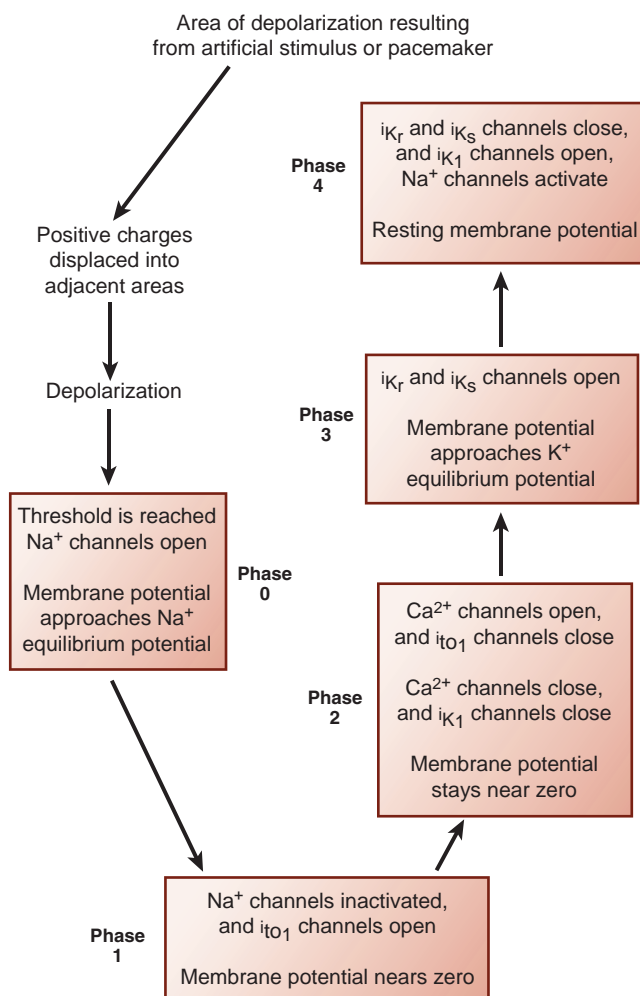 Area of depolarization resulting
from artificial stimulus or pacemaker
Positive charges
displaced into
adjacent areas
Depolarization
Threshold is reached
Na⁺ channels open
Membrane potential
approaches Na⁺
equilibrium potential
Phase
0
Na⁺ channels inactivated,
and ito₁ channels open
Membrane potential nears zero
Phase
1
Ca²⁺ channels open,
and ito₁ channels close
Ca²⁺ channels close,
and iK₁ channels close
Membrane potential
stays near zero
Phase
2
iKr and iKs channels open
Membrane potential
approaches K⁺
equilibrium potential
Phase
3
iKr and iKs channels close,
and iK₁ channels open,
Na⁺ channels activate
Resting membrane potential
Phase
4